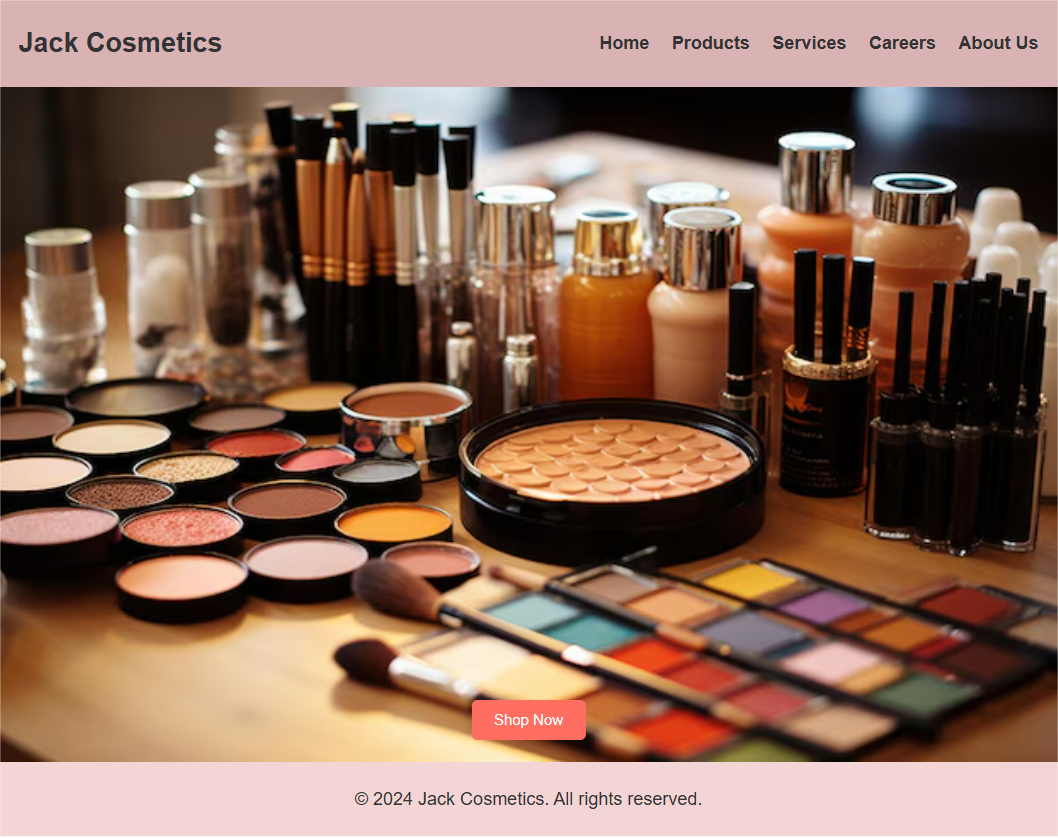 Jack Cosmetics
Home Products Services Careers About Us
Shop Now
© 2024 Jack Cosmetics. All rights reserved.